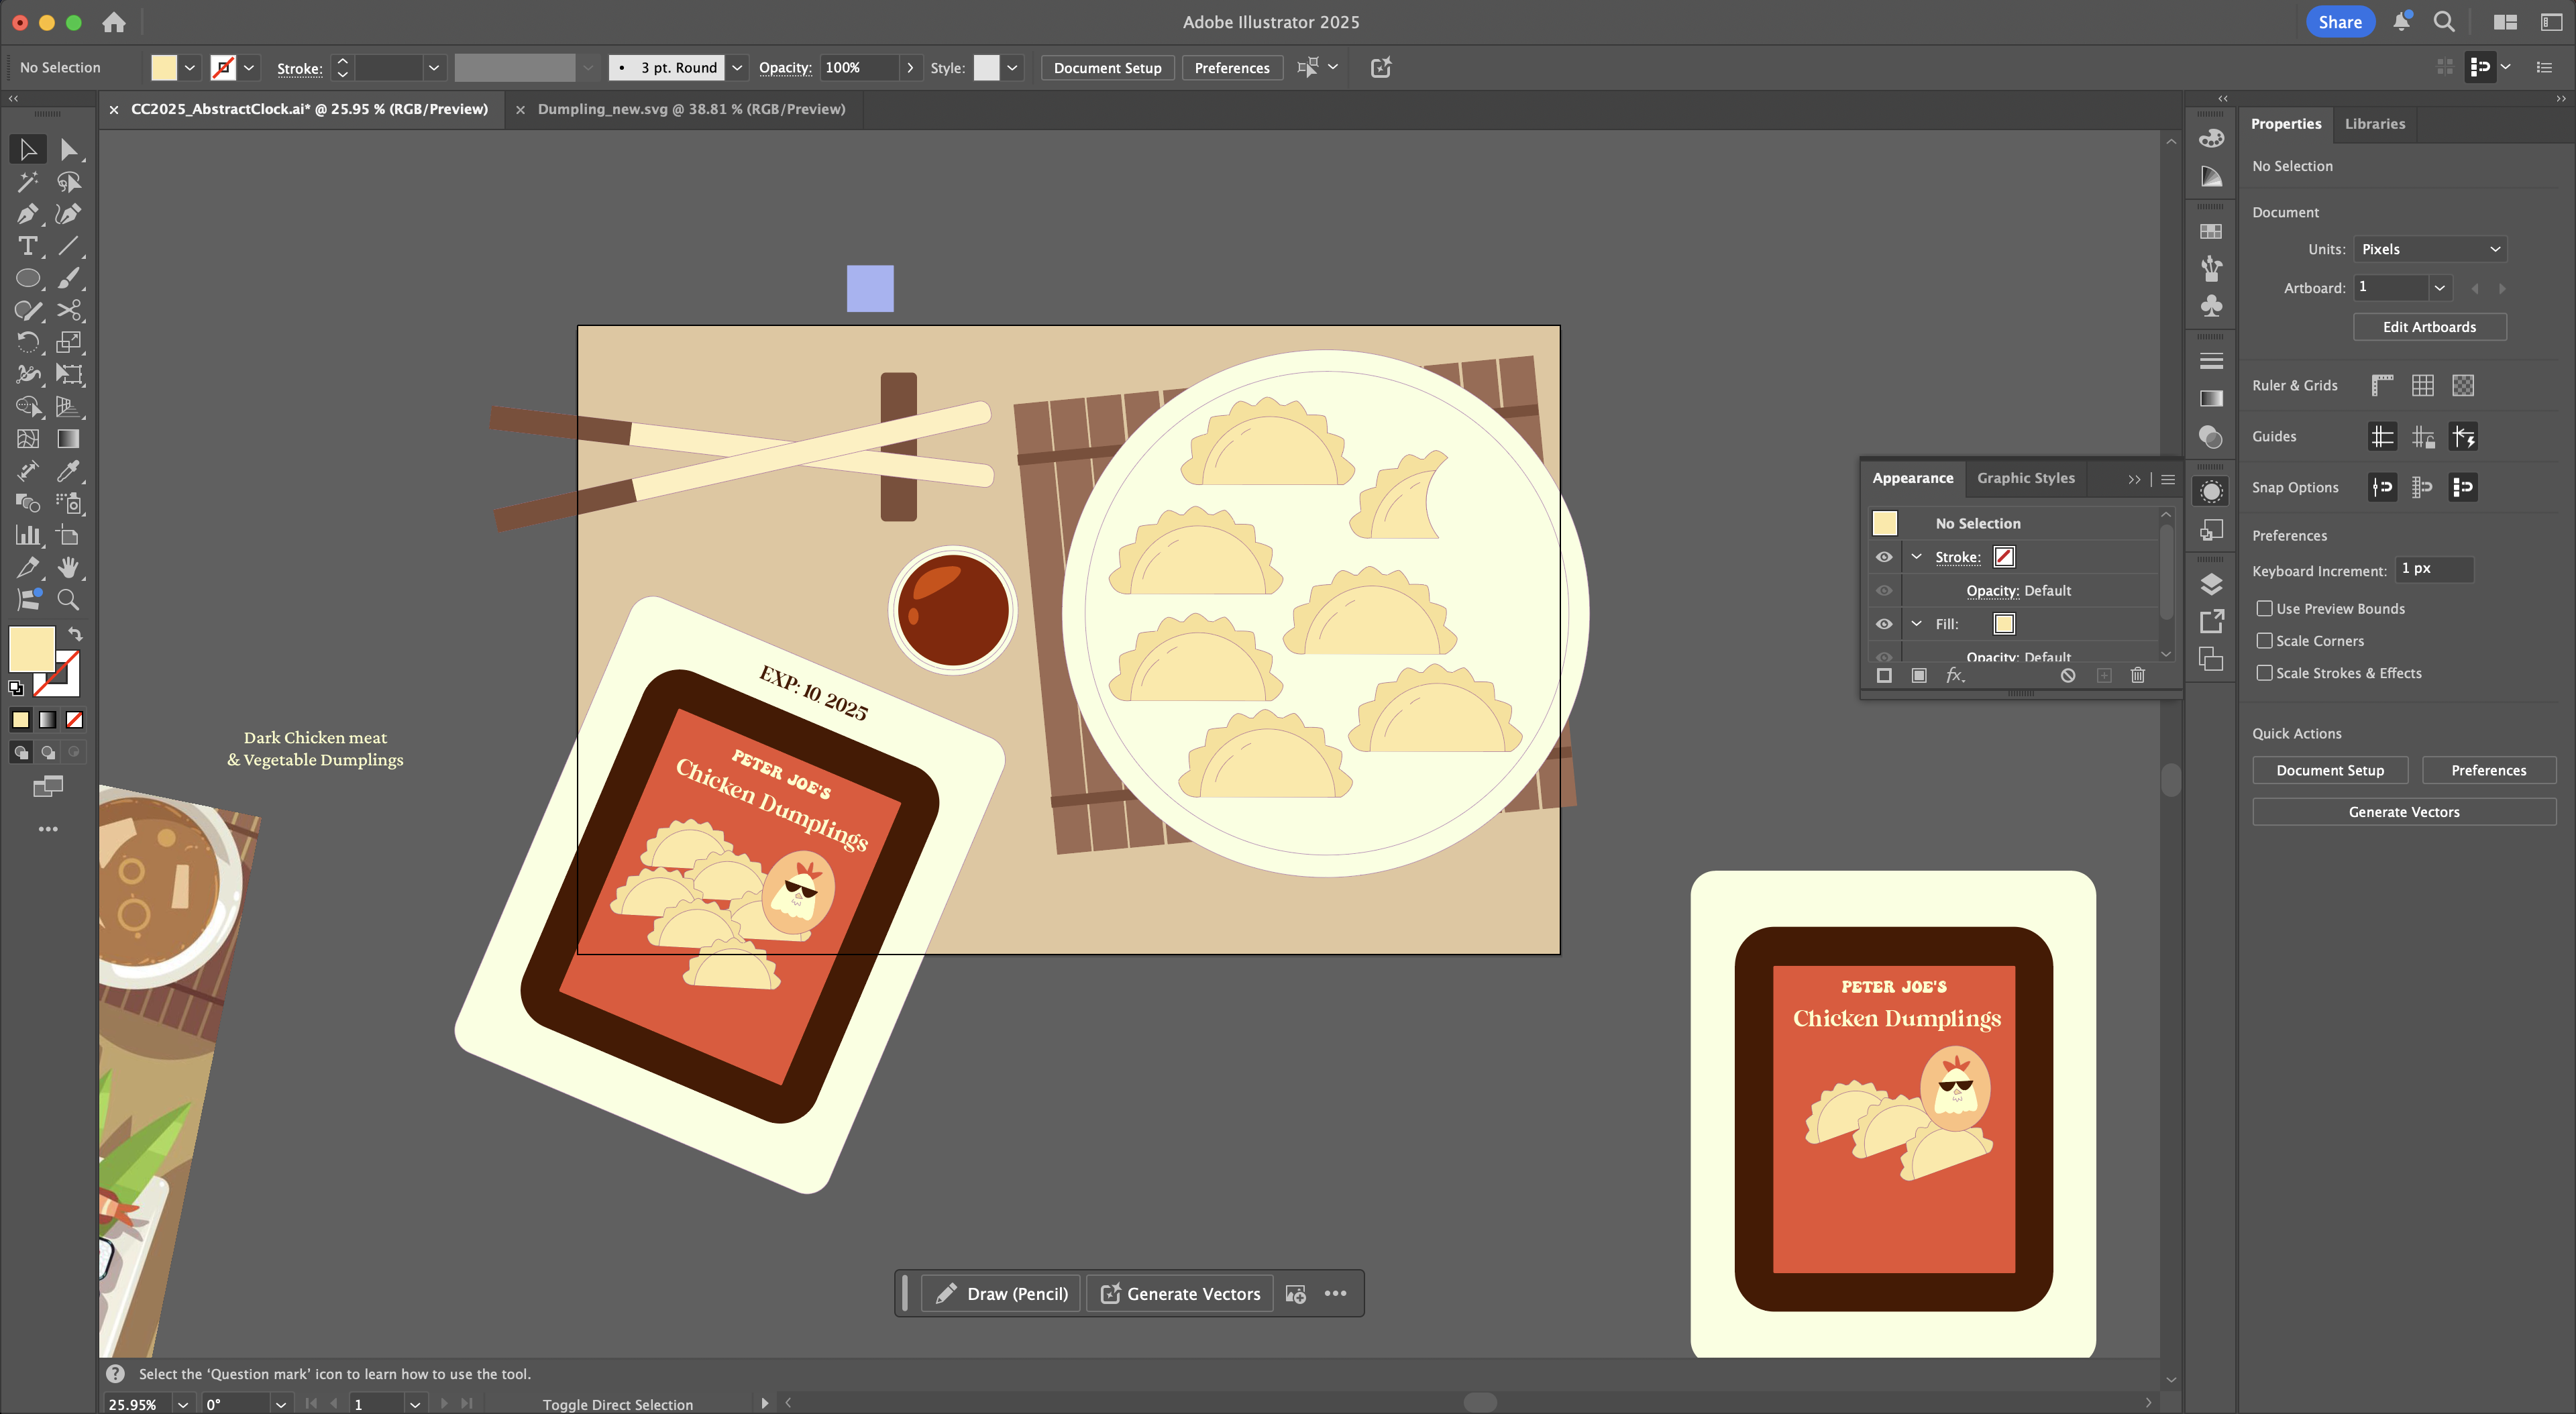 Adobe Illustrator 2025
Share
No Selection
Stroke:
3 pt. Round
Opacity:
100%
Style:
Document Setup
Preferences
CC2025_AbstractClock.ai* @ 25.95 % (RGB/Preview)
Dumpling_new.svg @ 38.81 % (RGB/Preview)
Properties
Libraries
No Selection
Document
Units:
Pixels
Artboard:
1
Edit Artboards
Ruler & Grids
Guides
Snap Options
Preferences
Keyboard Increment:
1 px
Use Preview Bounds
Scale Corners
Scale Strokes & Effects
Quick Actions
Document Setup
Preferences
Generate Vectors
Appearance
Graphic Styles
No Selection
Stroke:
Opacity: Default
Fill:
Opacity: Default
fx
EXP: 10. 2025
PETER JOE'S
Chicken Dumplings
Dark Chicken meat
& Vegetable Dumplings
PETER JOE'S
Chicken Dumplings
Draw (Pencil)
Generate Vectors
Select the ‘Question mark’ icon to learn how to use the tool.
25.95%
0°
1
Toggle Direct Selection